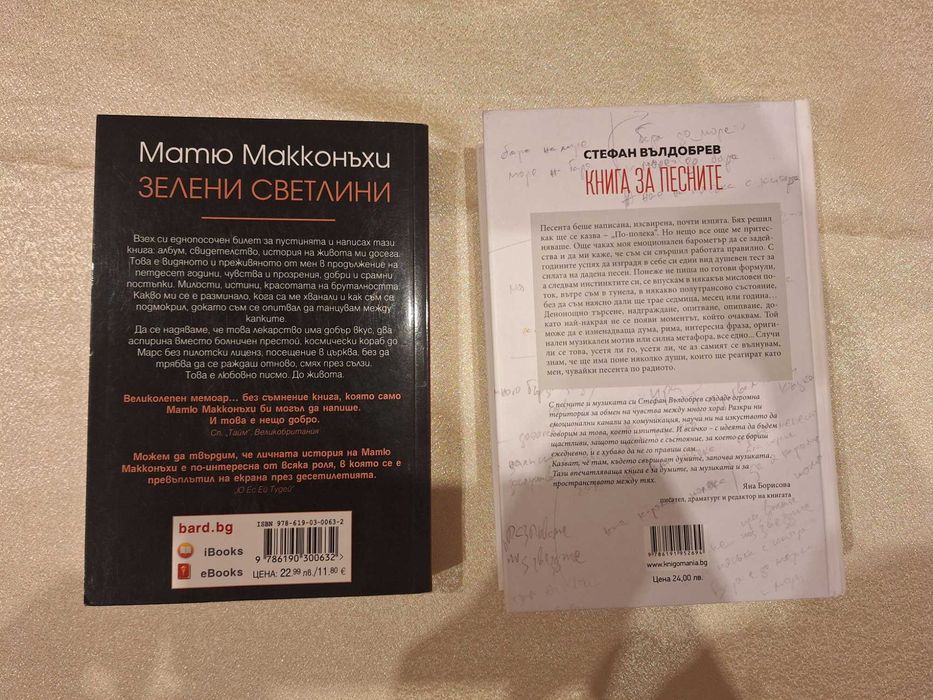 Матю Макконъхи
ЗЕЛЕНИ СВЕТЛИНИ
Взех си еднопосочен билет за пустинята и написах тази
книга: албум, свидетелство, история на живота ми досега.
Това е видяното и преживяното от мен в продължение на
петдесет години, чувства и прозрения, добри и срамни
постъпки. Милости, истини, красотата на бруталността.
Какво ми се е разминало, кога са ме хванали и как съм се
подмокрил, докато съм се опитвал да танцувам между
капките.
Да се надяваме, че това лекарство има добър вкус, два
аспирина вместо болничен престой, космически кораб до
Марс без пилотски лиценз, посещение в църква, без да
трябва да се раждаш отново, смях през сълзи.
Това е любовно писмо. До живота.
Великолепен мемоар... без съмнение книга, която само
Матю Макконъхи би могъл да напише.
И това е нещо добро.
Сп. „Тайм", Великобритания
Можем да твърдим, че личната история на Матю
Макконъхи е по-интересна от всяка роля, в която се е
превъплътил на екрана през десетилетията.
„Ю Ес Ей Тудей"
bard.bg
iBooks
eBooks
ISBN 978-619-03-0063-2
9 786190 300632
ЦЕНА: 22.99 лв./11,80 €
СТЕФАН ВЪЛДОБРЕВ
КНИГА ЗА ПЕСНИТЕ
Песента беше написана, изсвирена, почти изпята. Бях решил
как ще се казва – „По-полека". Но нещо все още ме притес-
няваше. Още чаках моя емоционален барометър да се задей-
ства и да ми каже, че съм си свършил работата правилно. С
годините успях да изградя в себе си един вид душевен тест за
силата на дадена песен. Понеже не пиша по готови формули,
а следвам инстинктите си, се впускам в някакъв мисловен по-
ток, вътре съм в тунела, в някакво полутрансово състояние,
без да съм наясно дали ще трае седмица, месец или година...
Денонощно търсене, надграждане, опитване, опипване, до-
като най-накрая не се появи моментът, който очаквам. Той
може да е изненадваща дума, рима, интересна фраза, ориги-
нален музикален мотив или силна метафора, все едно... Случи
ли се това, усетя ли го, усетя ли, че аз самият се вълнувам,
знам, че ще има поне няколко души, които ще реагират като
мен, чувайки песента по радиото.
С песните и музиката си Стефан Вълдобрев създаде огромна
територия за обмен на чувства между много хора. Разкри ни
емоционални канали за комуникация, научи ни на изкуството да
говорим за това, което изпитваме. И всичко – с идеята да бъдем
щастливи, защото щастието е състояние, за което се бориш
ежедневно, и е хубаво да не го правиш сам.
Казват, че там, където свършват думите, започва музиката.
Тази впечатляваща книга е за думите, за музиката и за
пространството между тях.
Яна Борисова
писател, драматург и редактор на книгата
9 786191 952694
www.knigomania.bg
Цена 24,00 лв.